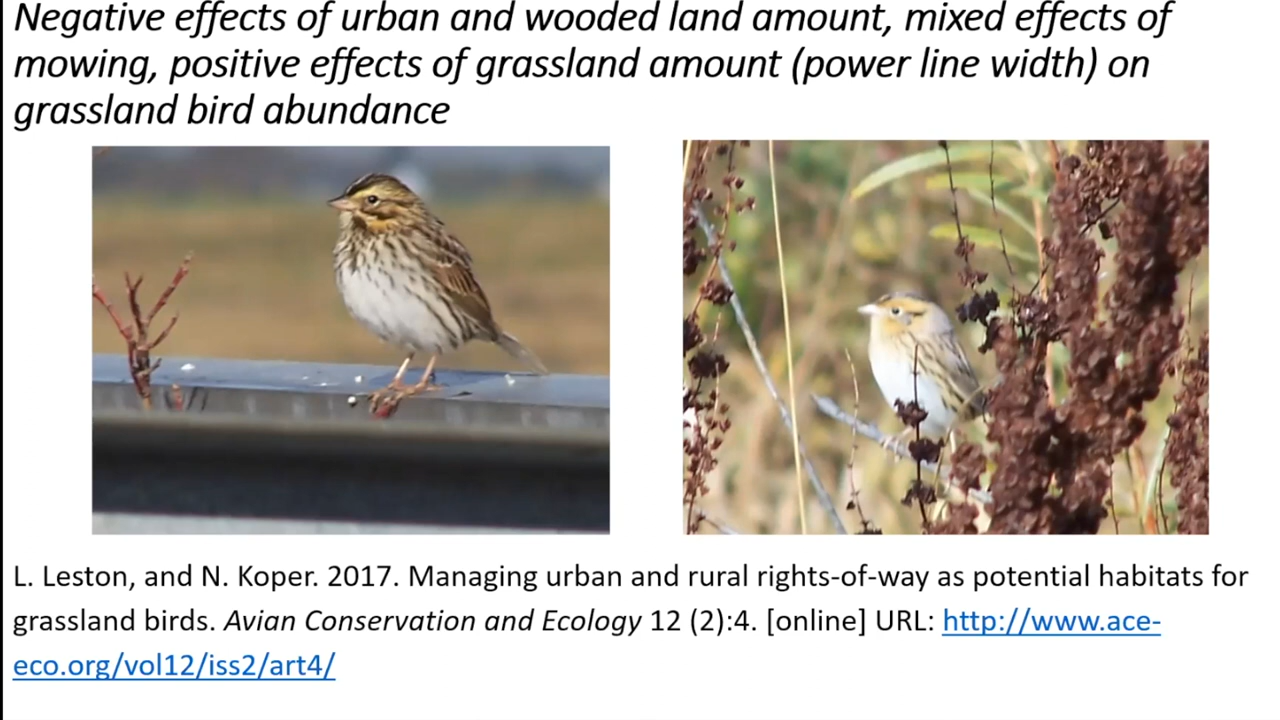 Negative effects of urban and wooded land amount, mixed effects of
mowing, positive effects of grassland amount (power line width) on
grassland bird abundance
L. Leston, and N. Koper. 2017. Managing urban and rural rights-of-way as potential habitats for
grassland birds. Avian Conservation and Ecology 12 (2):4. [online] URL: http://www.ace-
eco.org/vol12/iss2/art4/